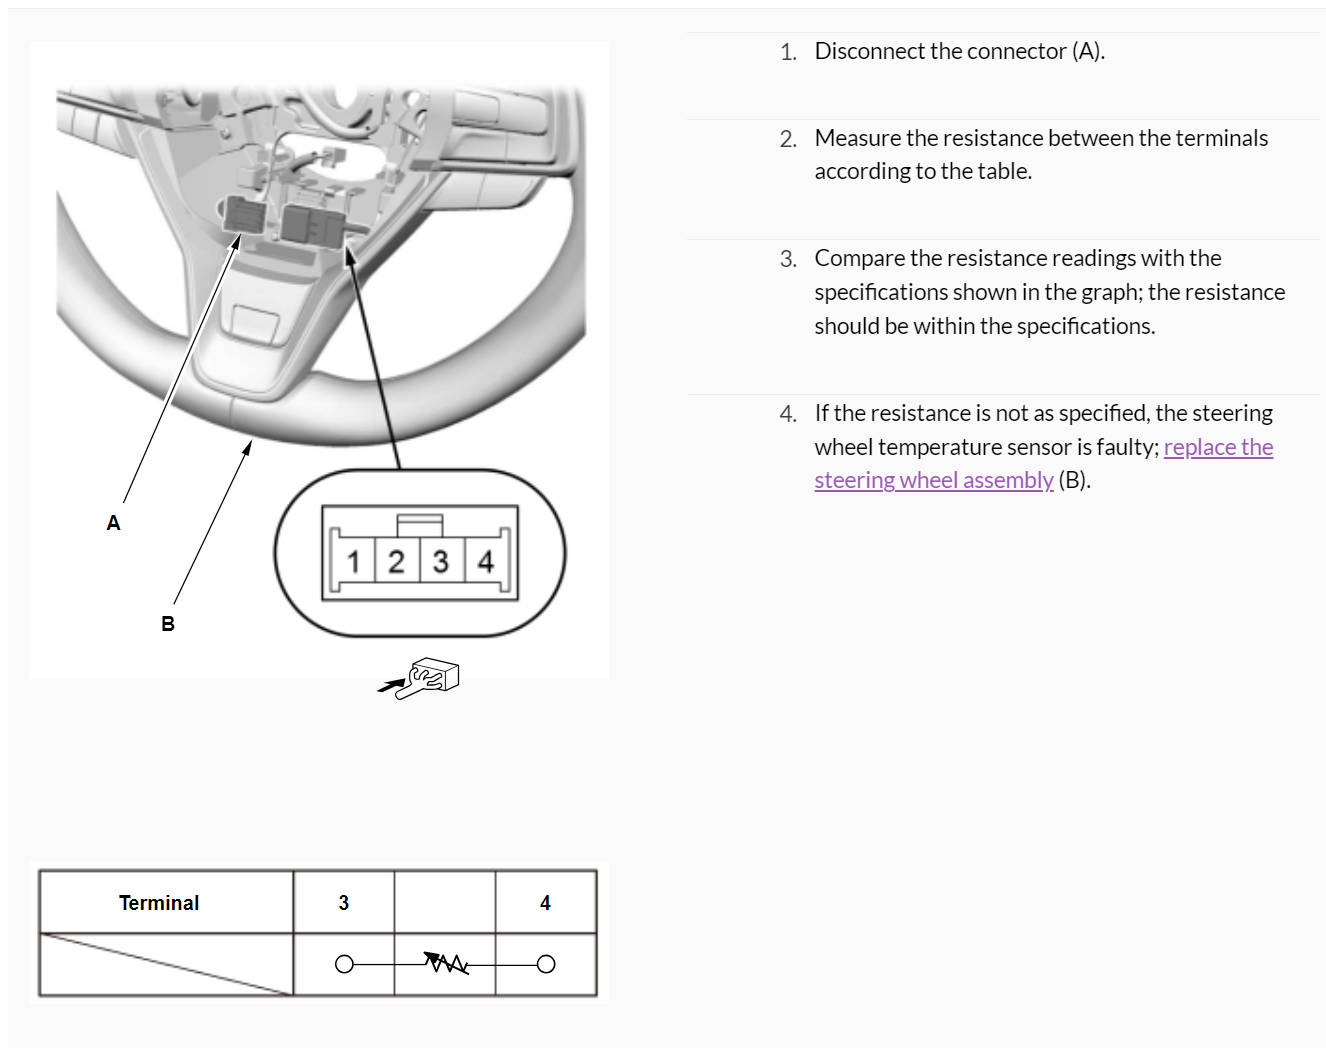 1. Disconnect the connector (A).
2. Measure the resistance between the terminals
according to the table.
3. Compare the resistance readings with the
specifications shown in the graph; the resistance
should be within the specifications.
4. If the resistance is not as specified, the steering
wheel temperature sensor is faulty; replace the
steering wheel assembly (B).
A
B
1 2 3 4
Terminal 3 4